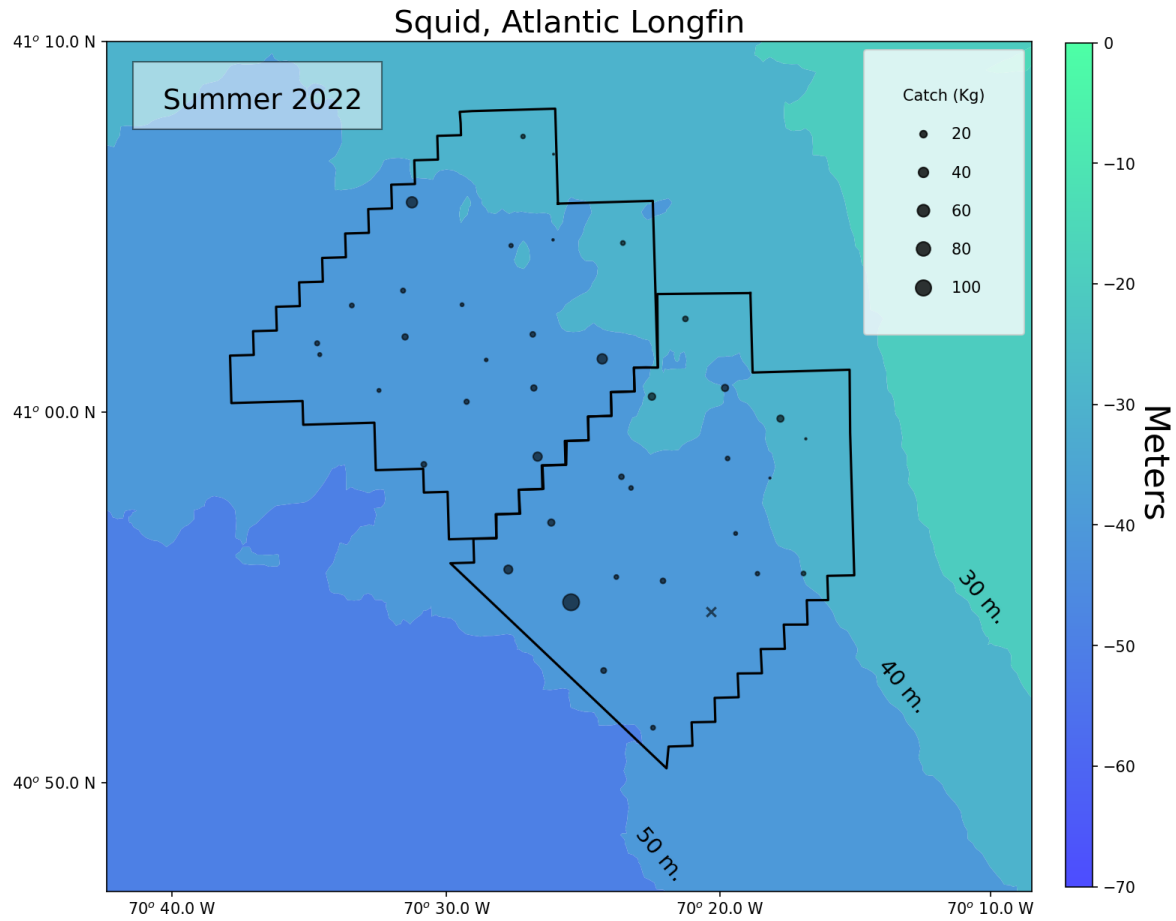 Squid, Atlantic Longfin
41° 10.0 N
41° 00.0 N
40° 50.0 N
Summer 2022
Catch (Kg)
20
40
60
80
100
30 m.
40 m.
50 m.
70° 40.0 W
70° 30.0 W
70° 20.0 W
70° 10.0 W
0
−10
−20
−30
−40
−50
−60
−70
Meters